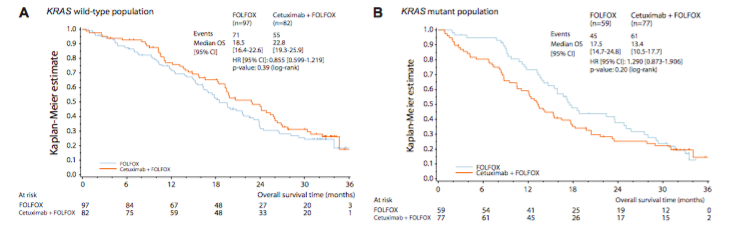 A KRAS wild-type population
FOLFOX Cetuximab + FOLFOX
(n=97) (n=82)
Events 71 55
Median OS 18.5 22.8
[95% CI] [16.4-22.6] [19.3-25.9]
HR [95% CI]: 0.855 [0.599-1.219]
p-value: 0.39 (log-rank)
Kaplan-Meier estimate
1.0
0.9
0.8
0.7
0.6
0.5
0.4
0.3
0.2
0.1
0.0
FOLFOX
Cetuximab + FOLFOX
0 6 12 18 24 30 36
At risk
Overall survival time (months)
FOLFOX 97 84 67 48 27 20 3
Cetuximab + FOLFOX 82 75 59 48 33 20 1
B KRAS mutant population
FOLFOX Cetuximab + FOLFOX
(n=59) (n=77)
Events 45 61
Median OS 17.5 13.4
[95% CI] [14.7-24.8] [10.5-17.7]
HR [95% CI]: 1.290 [0.873-1.906]
p-value: 0.20 (log-rank)
Kaplan-Meier estimate
1.0
0.9
0.8
0.7
0.6
0.5
0.4
0.3
0.2
0.1
0.0
FOLFOX
Cetuximab + FOLFOX
0 6 12 18 24 30 36
At risk
Overall survival time (months)
FOLFOX 59 54 41 25 19 12 0
Cetuximab + FOLFOX 77 61 45 26 17 15 2